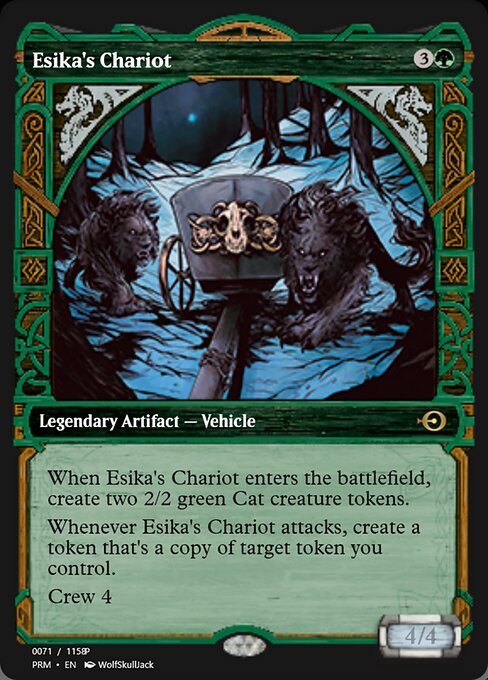 Esika's Chariot 3
Legendary Artifact — Vehicle
When Esika's Chariot enters the battlefield,
create two 2/2 green Cat creature tokens.
Whenever Esika's Chariot attacks, create a
token that's a copy of target token you
control.
Crew 4
4/4
0071 / 1158P
PRM • EN WolfSkullJack